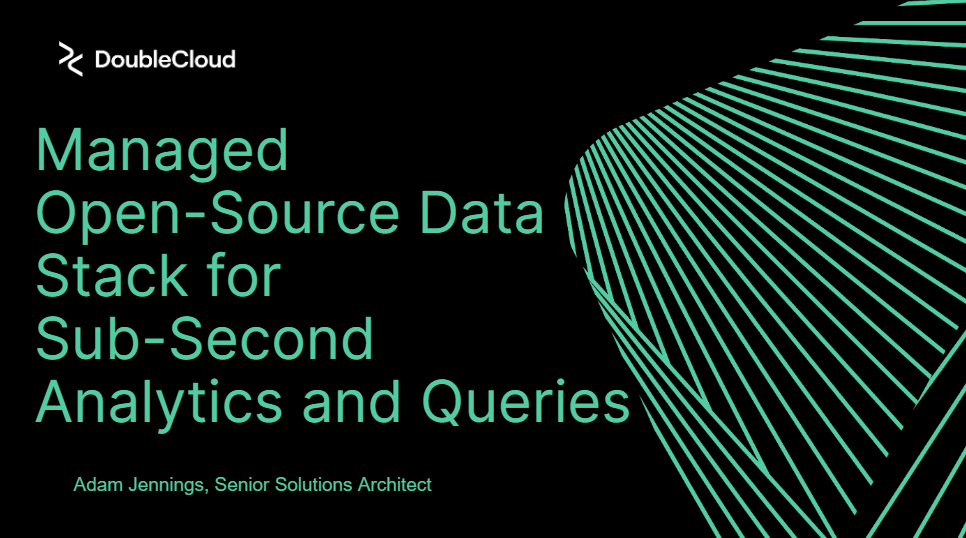 DoubleCloud
Managed
Open-Source Data
Stack for
Sub-Second
Analytics and Queries
Adam Jennings, Senior Solutions Architect